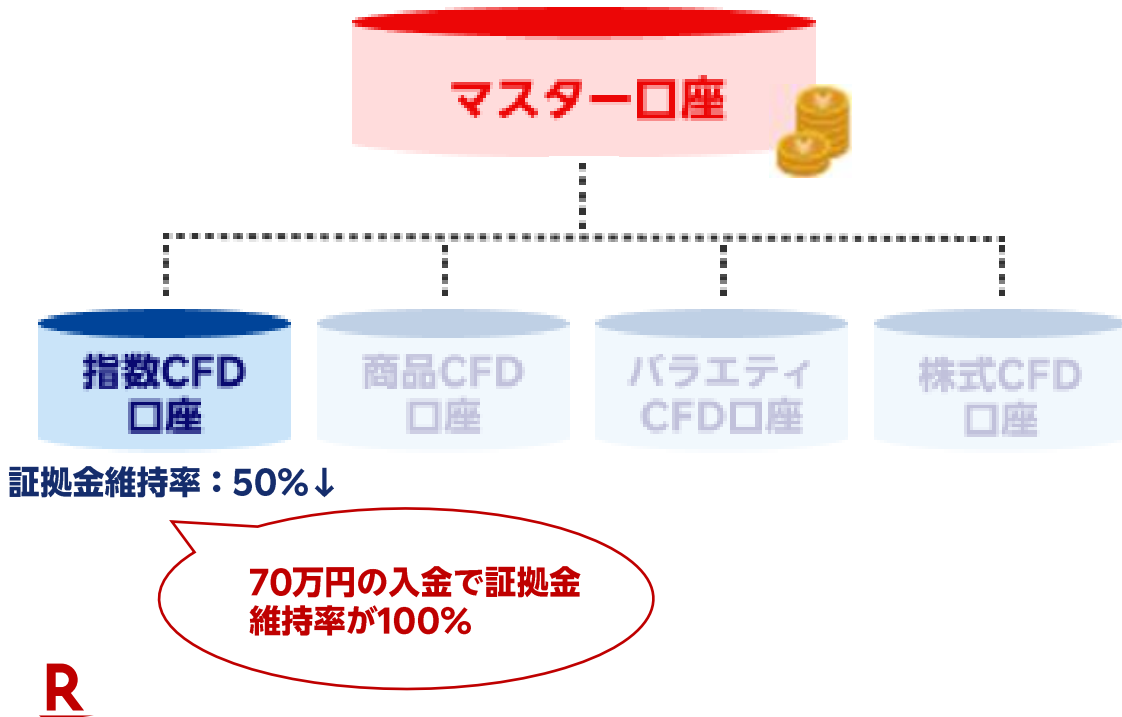 マスター口座
指数CFD
口座
商品CFD
口座
バラエティ
CFD口座
株式CFD
口座
証拠金維持率：50%↓
70万円の入金で証拠金
維持率が100%
R